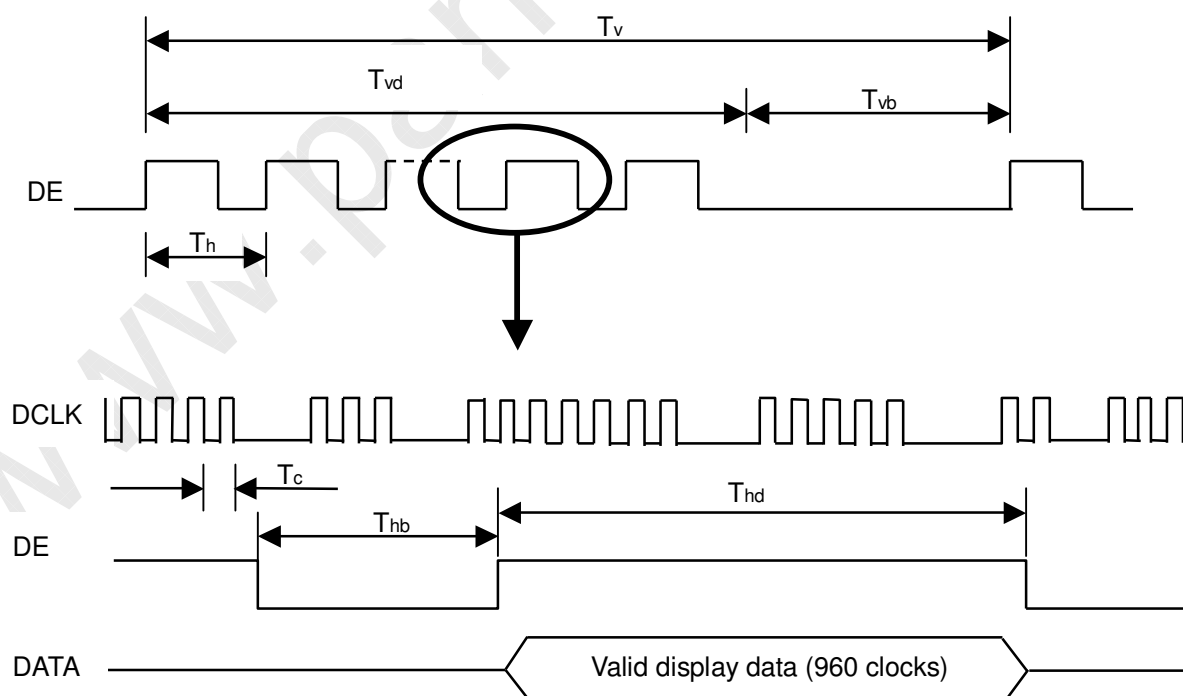 Tv
Tvd
Tvb
DE
Th
DCLK
Tc
Thd
Thb
DE
DATA
Valid display data (960 clocks)